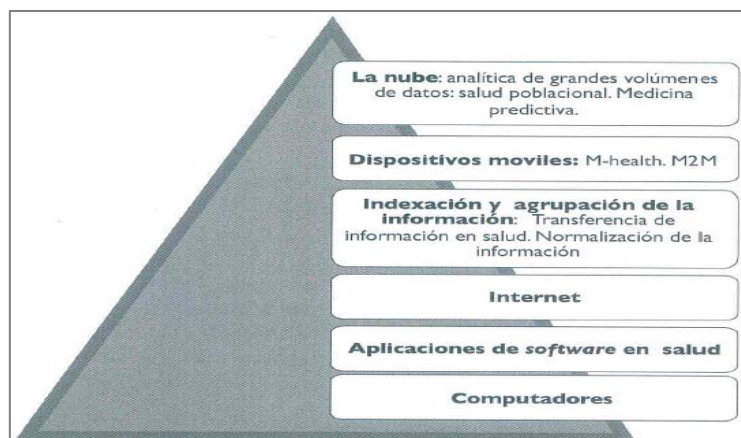 La nube: analítica de grandes volúmenes
de datos: salud poblacional. Medicina
predictiva.
Dispositivos moviles: M-health. M2M
Indexación y agrupación de la
información: Transferencia de
información en salud. Normalización de la
información
Internet
Aplicaciones de software en salud
Computadores